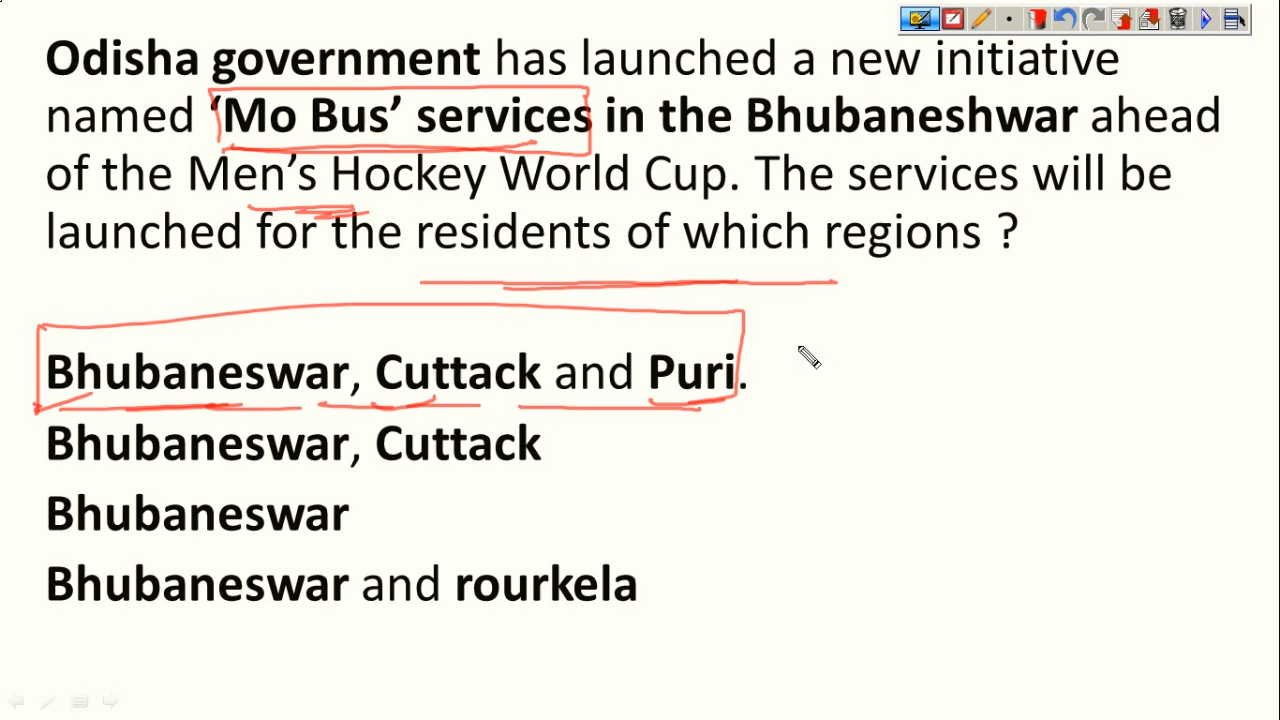 Odisha government has launched a new initiative
named ‘Mo Bus’ services in the Bhubaneshwar ahead
of the Men’s Hockey World Cup. The services will be
launched for the residents of which regions ?
Bhubaneswar, Cuttack and Puri.
Bhubaneswar, Cuttack
Bhubaneswar
Bhubaneswar and rourkela